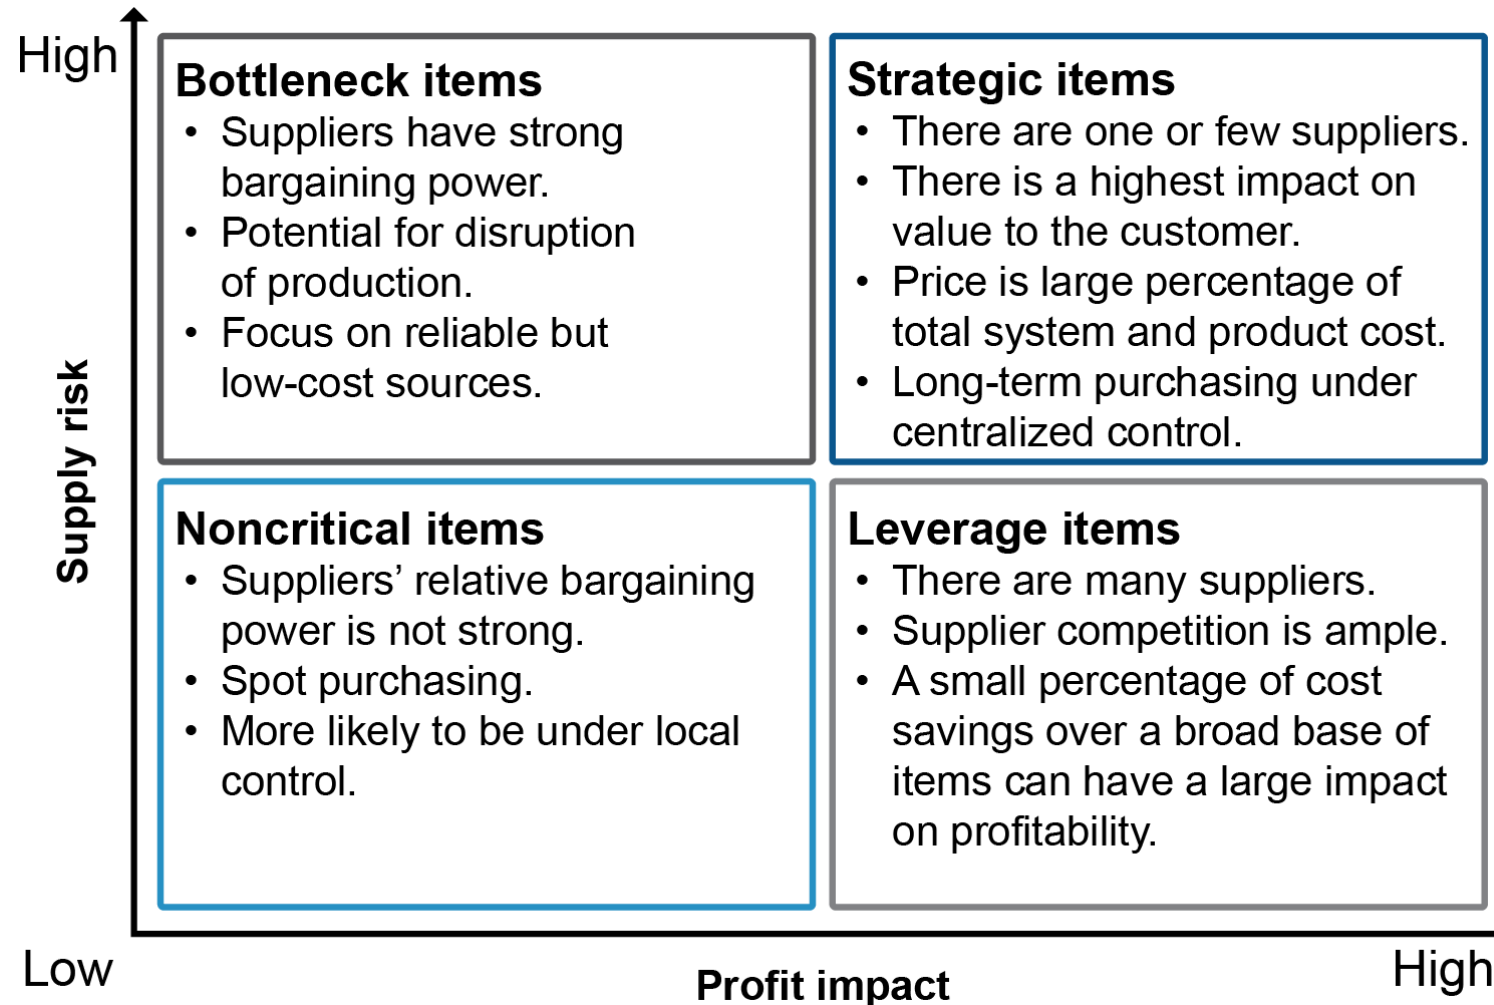 High
Bottleneck items
• Suppliers have strong
bargaining power.
• Potential for disruption
of production.
• Focus on reliable but
low-cost sources.
Strategic items
• There are one or few suppliers.
• There is a highest impact on
value to the customer.
• Price is large percentage of
total system and product cost.
• Long-term purchasing under
centralized control.
Supply risk
Noncritical items
• Suppliers’ relative bargaining
power is not strong.
• Spot purchasing.
• More likely to be under local
control.
Leverage items
• There are many suppliers.
• Supplier competition is ample.
• A small percentage of cost
savings over a broad base of
items can have a large impact
on profitability.
Low
Profit impact
High